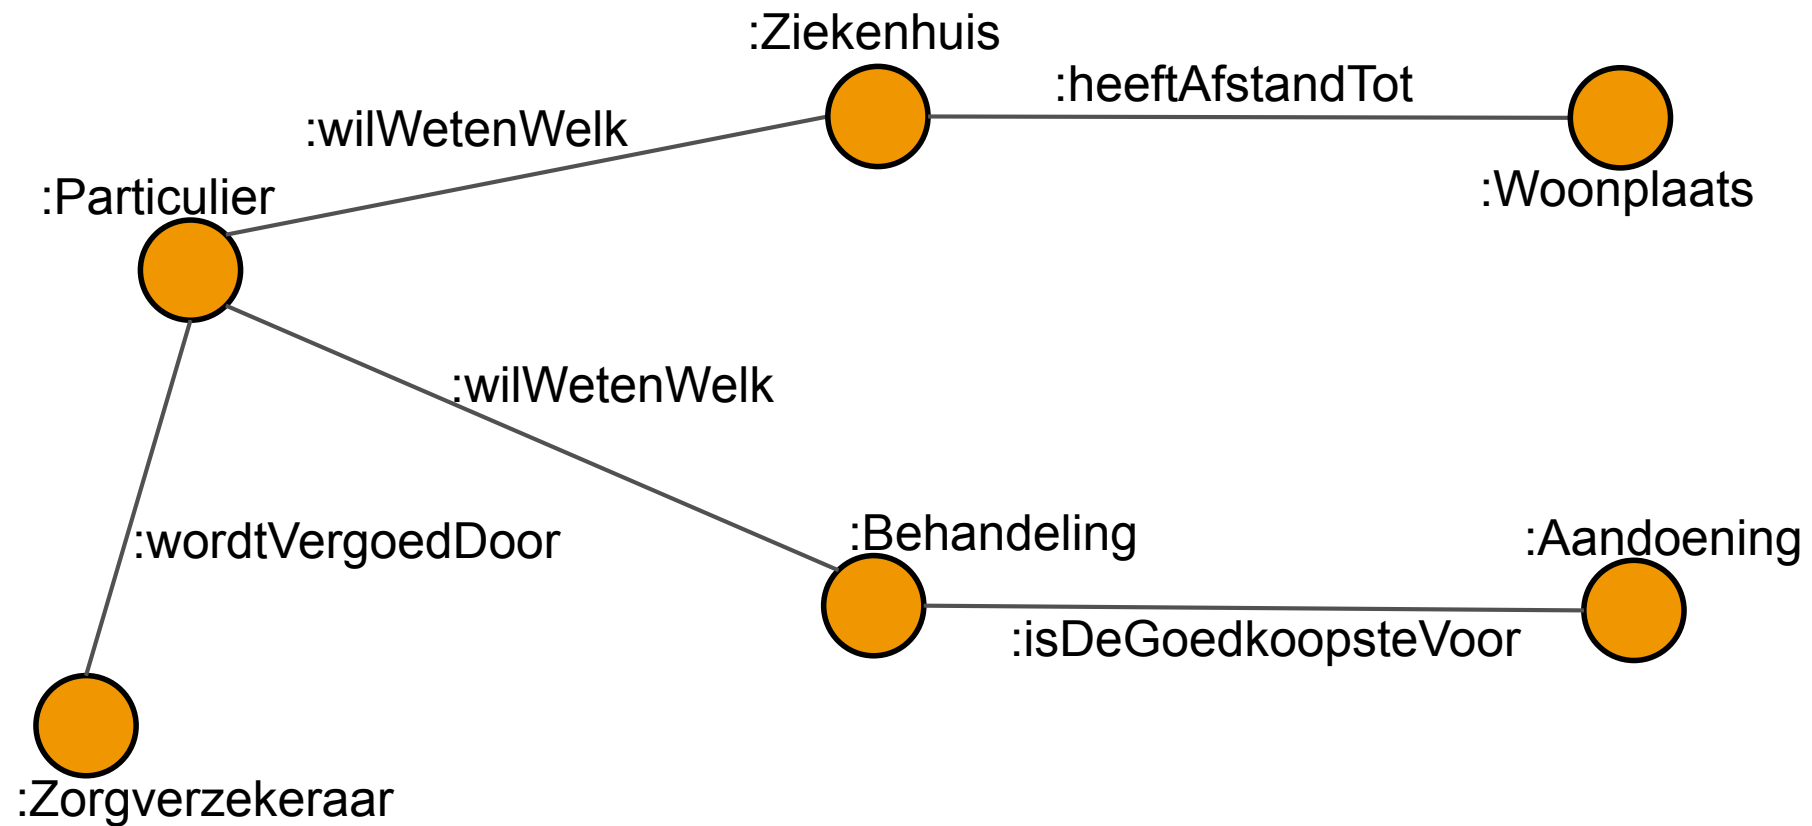 :Ziekenhuis
:heeftAfstandTot
:wilWetenWelk
:Particulier
:Woonplaats
:wilWetenWelk
:wordtVergoedDoor
:Behandeling
:Aandoening
:isDeGoedkoopsteVoor
:Zorgverzekeraar